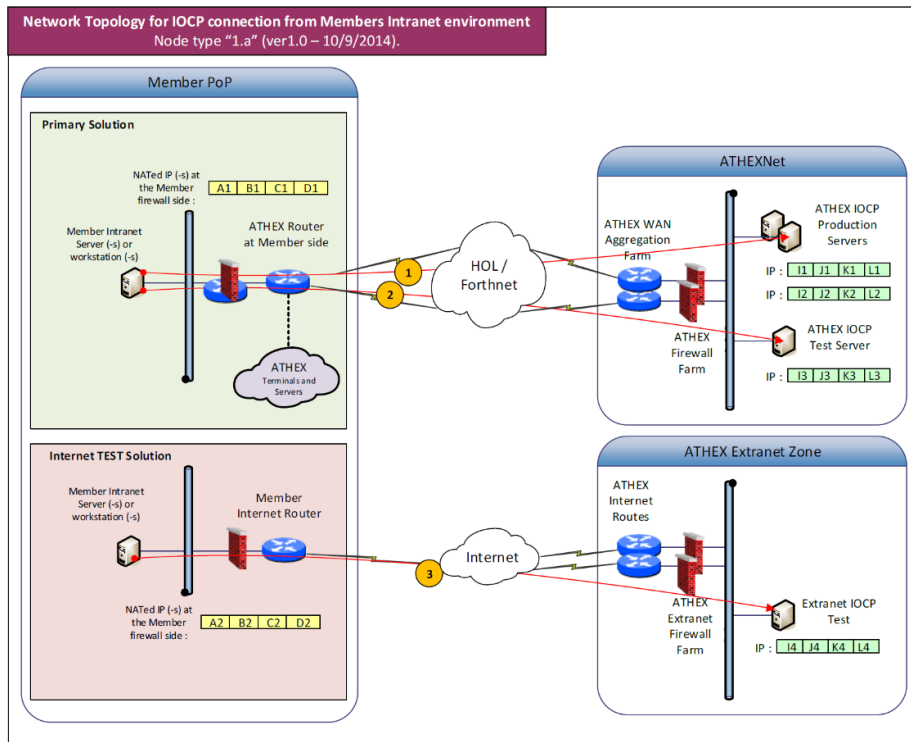 Network Topology for IOCP connection from Members Intranet environment
Node type “1.a” (ver1.0 – 10/9/2014).
Member PoP
Primary Solution
NATed IP (-s) at
the Member
firewall side :
A1 B1 C1 D1
Member Intranet
Server (-s) or
workstation (-s)
ATHEX Router
at Member side
ATHEX
Terminals and
Servers
1
2
HOL /
Forthnet
ATHEXNet
ATHEX WAN
Aggregation
Farm
ATHEX
Firewall
Farm
ATHEX IOCP
Production
Servers
IP : I1 J1 K1 L1
IP : I2 J2 K2 L2
ATHEX IOCP
Test Server
IP : I3 J3 K3 L3
Internet TEST Solution
Member Intranet
Server (-s) or
workstation (-s)
Member
Internet Router
NATed IP (-s) at
the Member
firewall side :
A2 B2 C2 D2
3
Internet
ATHEX Extranet Zone
ATHEX
Internet
Routes
ATHEX
Extranet
Firewall
Farm
Extranet IOCP
Test
IP : I4 J4 K4 L4